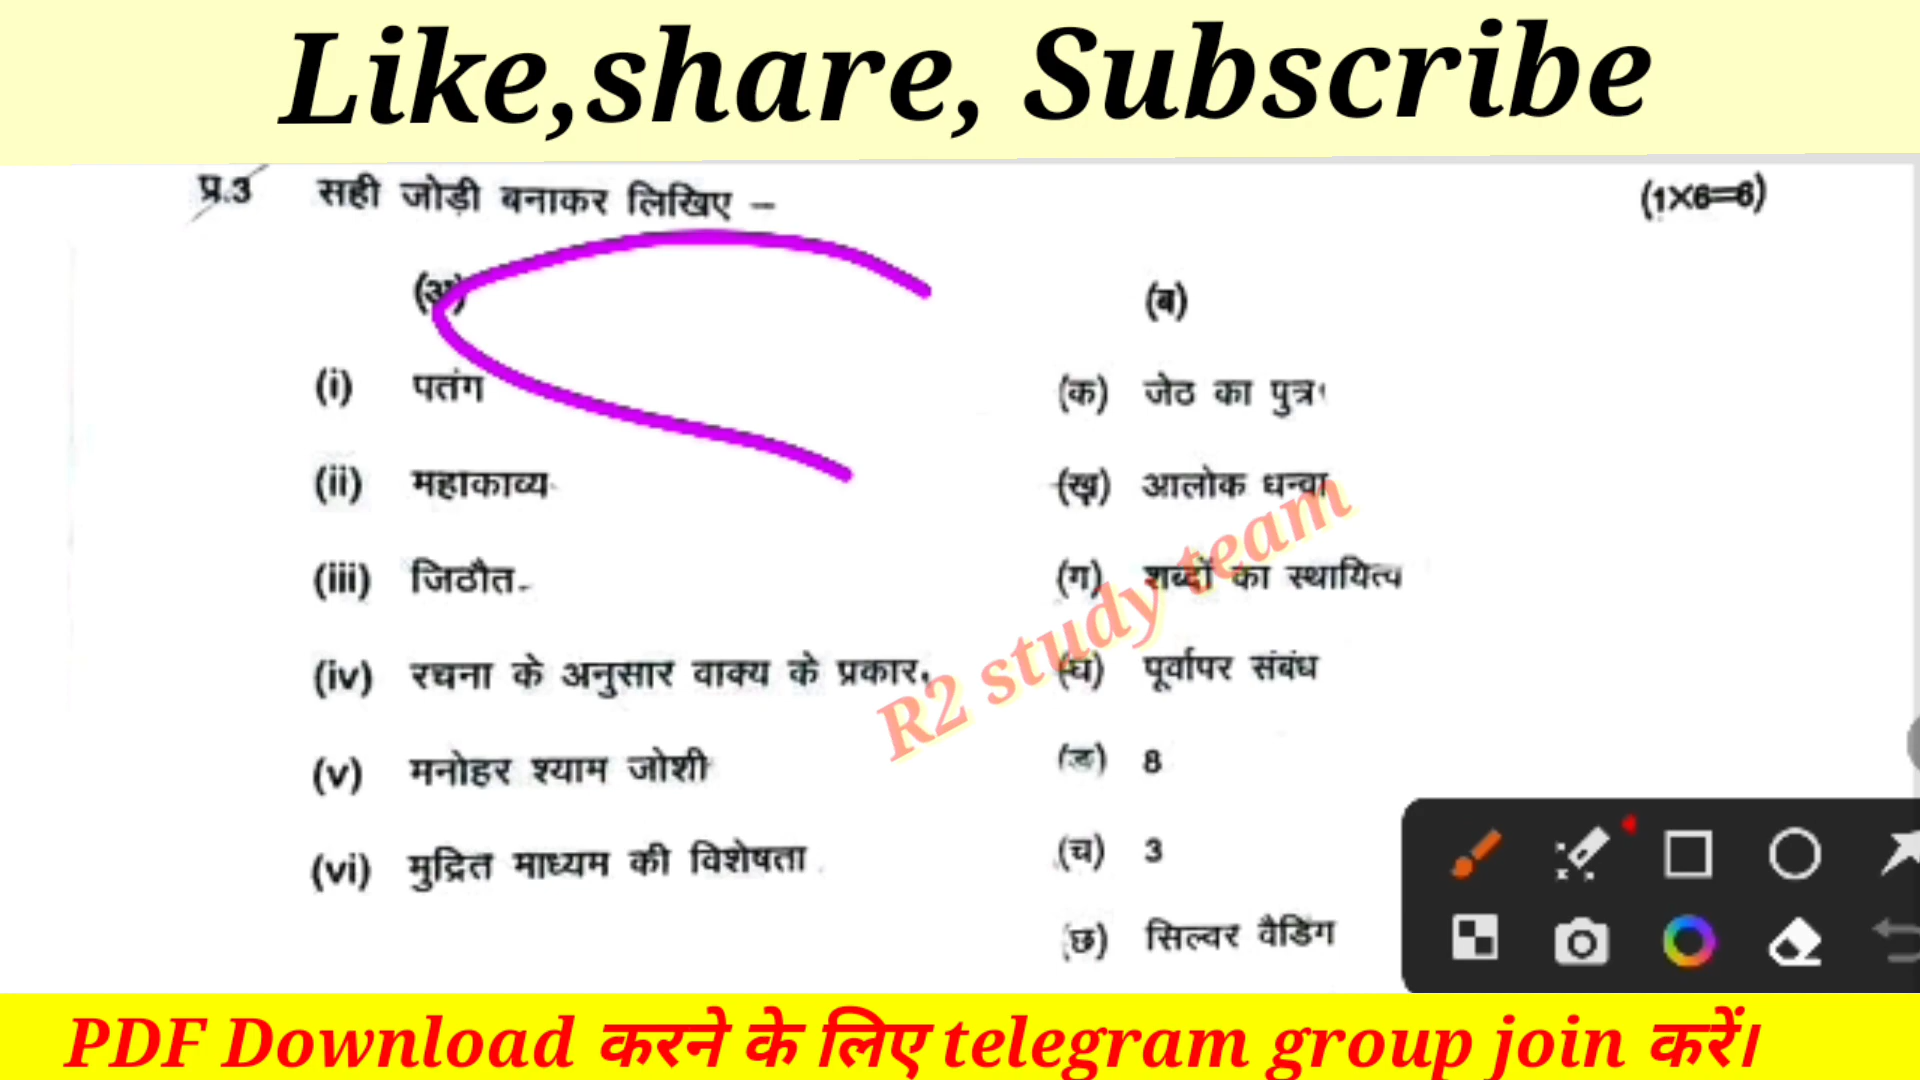 Like,share, Subscribe
प्र.3 सही जोड़ी बनाकर लिखिए – (1×6=6)
(अ) (ब)
(i) पतंग (क) जेठ का पुत्र
(ii) महाकाव्य (ख) आलोक धन्वा
(iii) जिठौत (ग) शब्दों का स्थायित्व
(iv) रचना के अनुसार वाक्य के प्रकार (घ) पूर्वापर संबंध
(v) मनोहर श्याम जोशी (ङ) 8
(vi) मुद्रित माध्यम की विशेषता (च) 3
(छ) सिल्वर वैडिंग
R2 study team
PDF Download करने के लिए telegram group join करें।